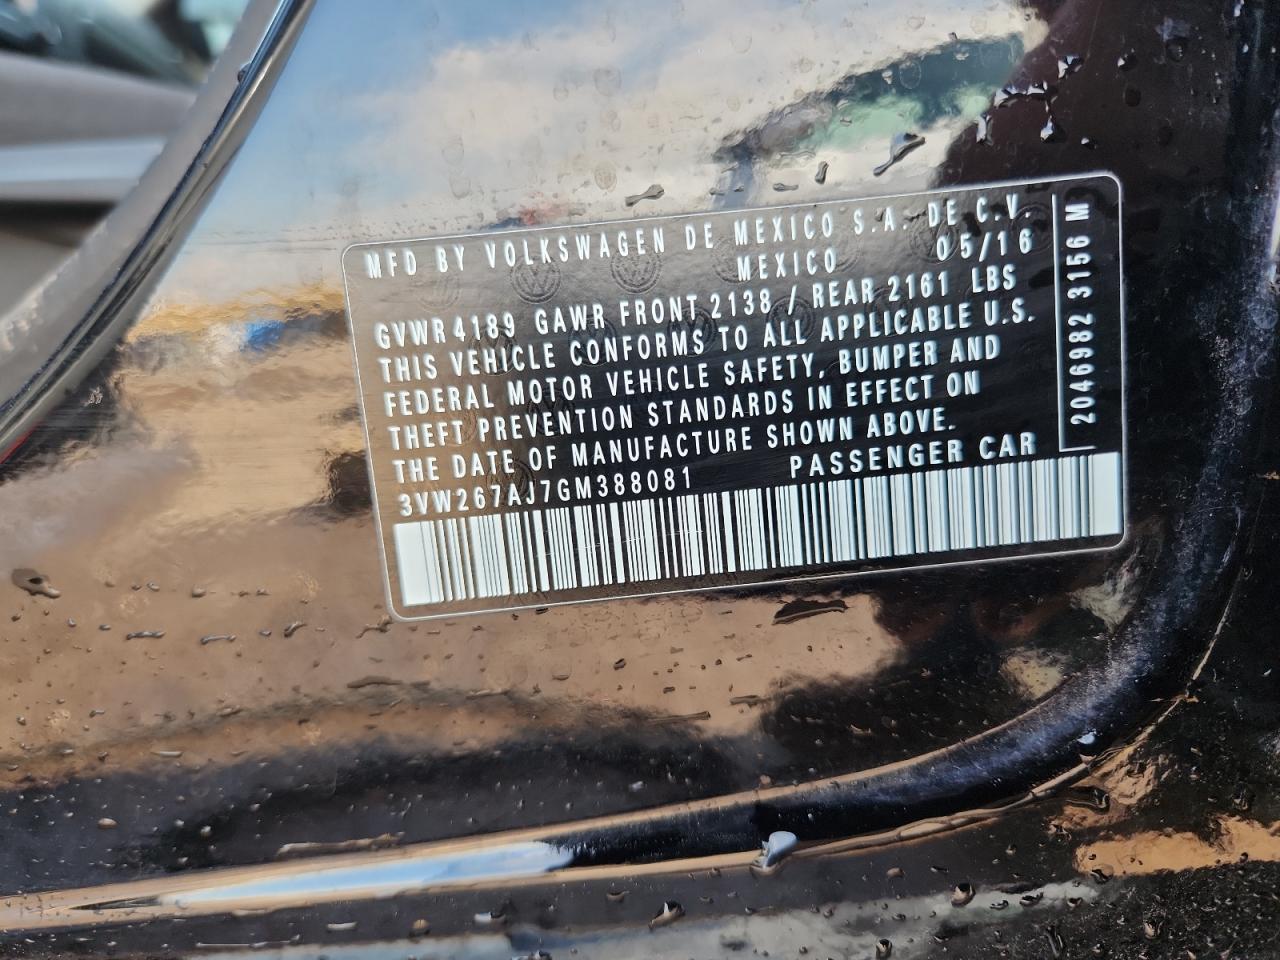 MFD BY VOLKSWAGEN DE MEXICO S.A. DE C.V.
MEXICO 05/16
GVWR 4189 GAWR FRONT 2138 / REAR 2161 LBS
THIS VEHICLE CONFORMS TO ALL APPLICABLE U.S.
FEDERAL MOTOR VEHICLE SAFETY, BUMPER AND
THEFT PREVENTION STANDARDS IN EFFECT ON
THE DATE OF MANUFACTURE SHOWN ABOVE.
3VW267AJ7GM388081 PASSENGER CAR
2046982 3156 M